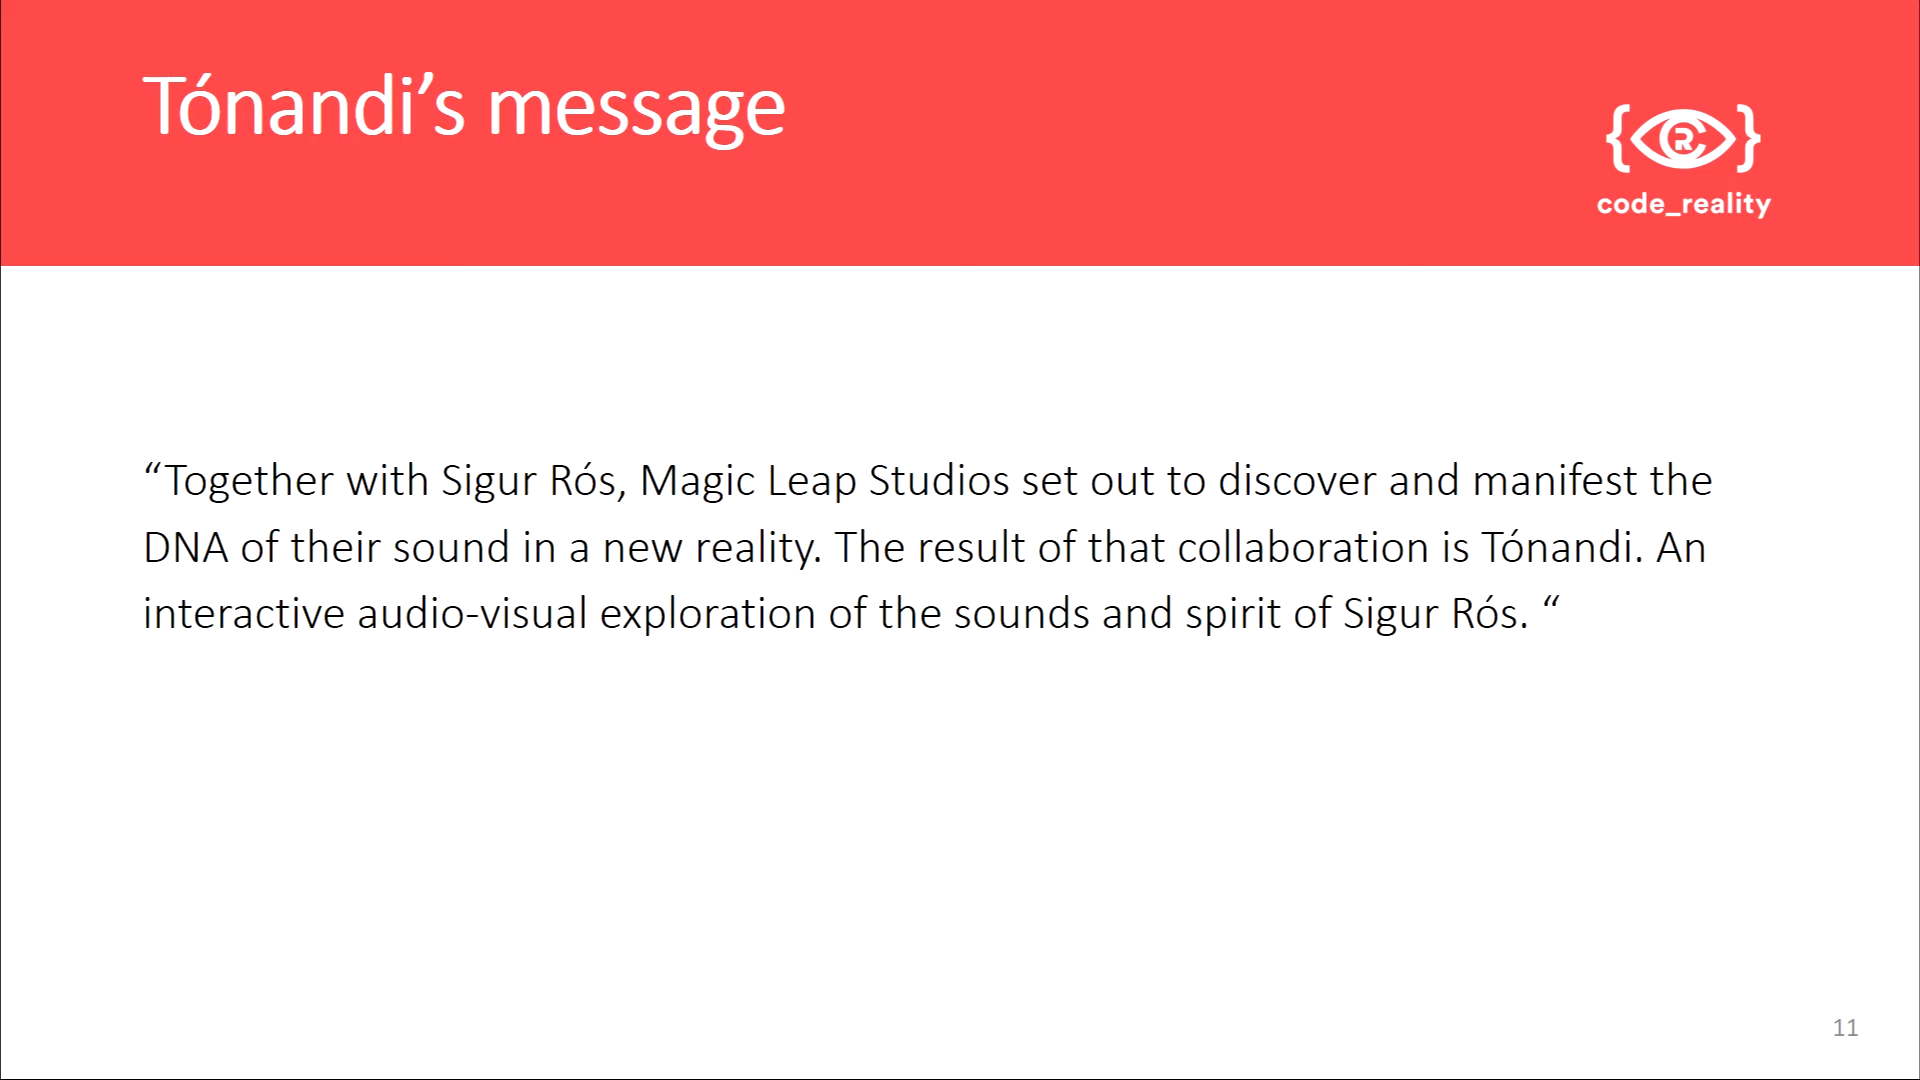 Tónandi’s message
{R}
code_reality
“Together with Sigur Rós, Magic Leap Studios set out to discover and manifest the
DNA of their sound in a new reality. The result of that collaboration is Tónandi. An
interactive audio-visual exploration of the sounds and spirit of Sigur Rós. “
11